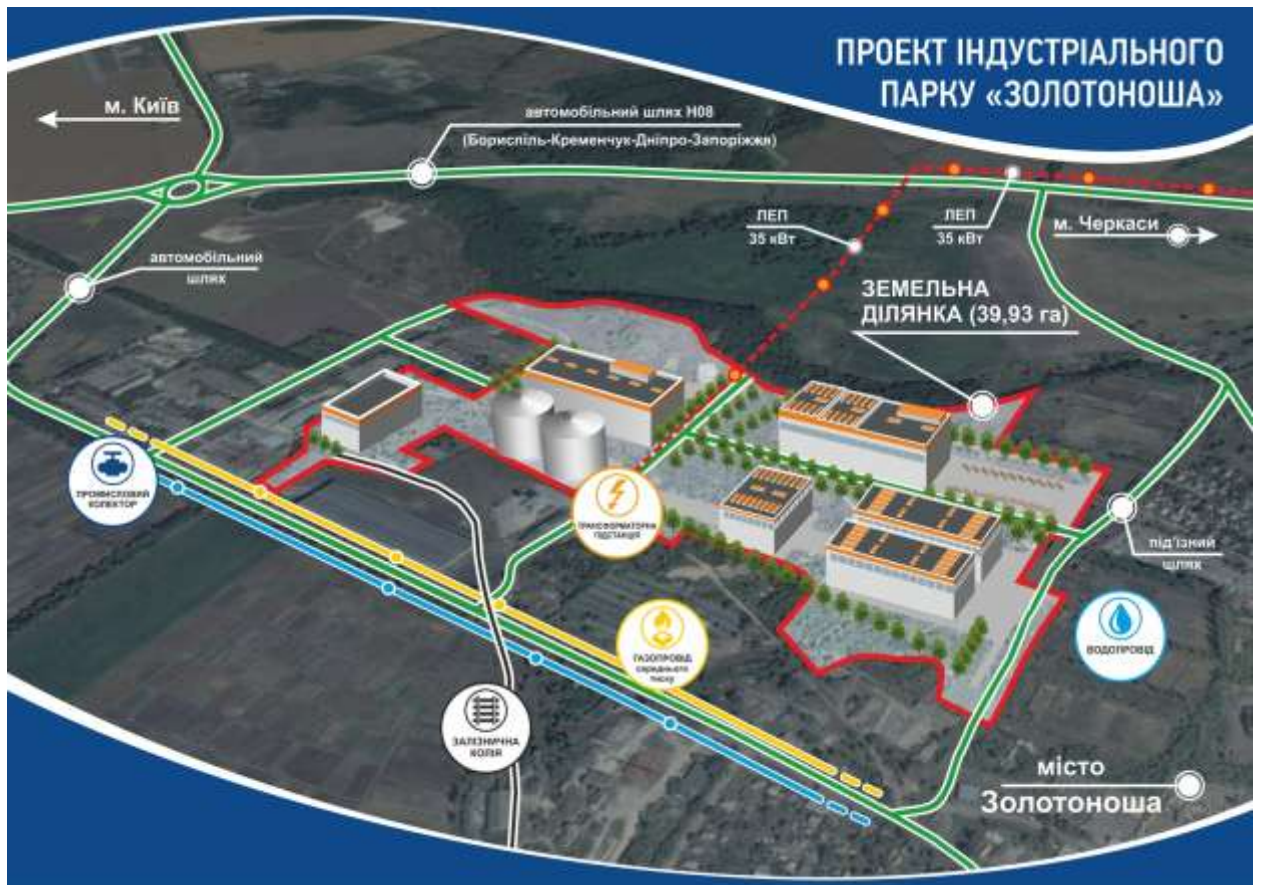 ПРОЕКТ ІНДУСТРІАЛЬНОГО
ПАРКУ «ЗОЛОТОНОША»
м. Київ
автомобільний шлях Н08
(Бориспіль-Кременчук-Дніпро-Запоріжжя)
ЛЕП
35 кВт
ЛЕП
35 кВт
м. Черкаси
автомобільний
шлях
ЗЕМЕЛЬНА
ДІЛЯНКА (39,93 га)
ПРОМИСЛОВИЙ
КОЛЕКТОР
ТРАНСФОРМАТОРНА
ПІДСТАНЦІЯ
під'їзний
шлях
ГАЗОПРОВІД
середнього
тиску
ВОДОПРОВІД
ЗАЛІЗНИЧНА
КОЛІЯ
місто
Золотоноша